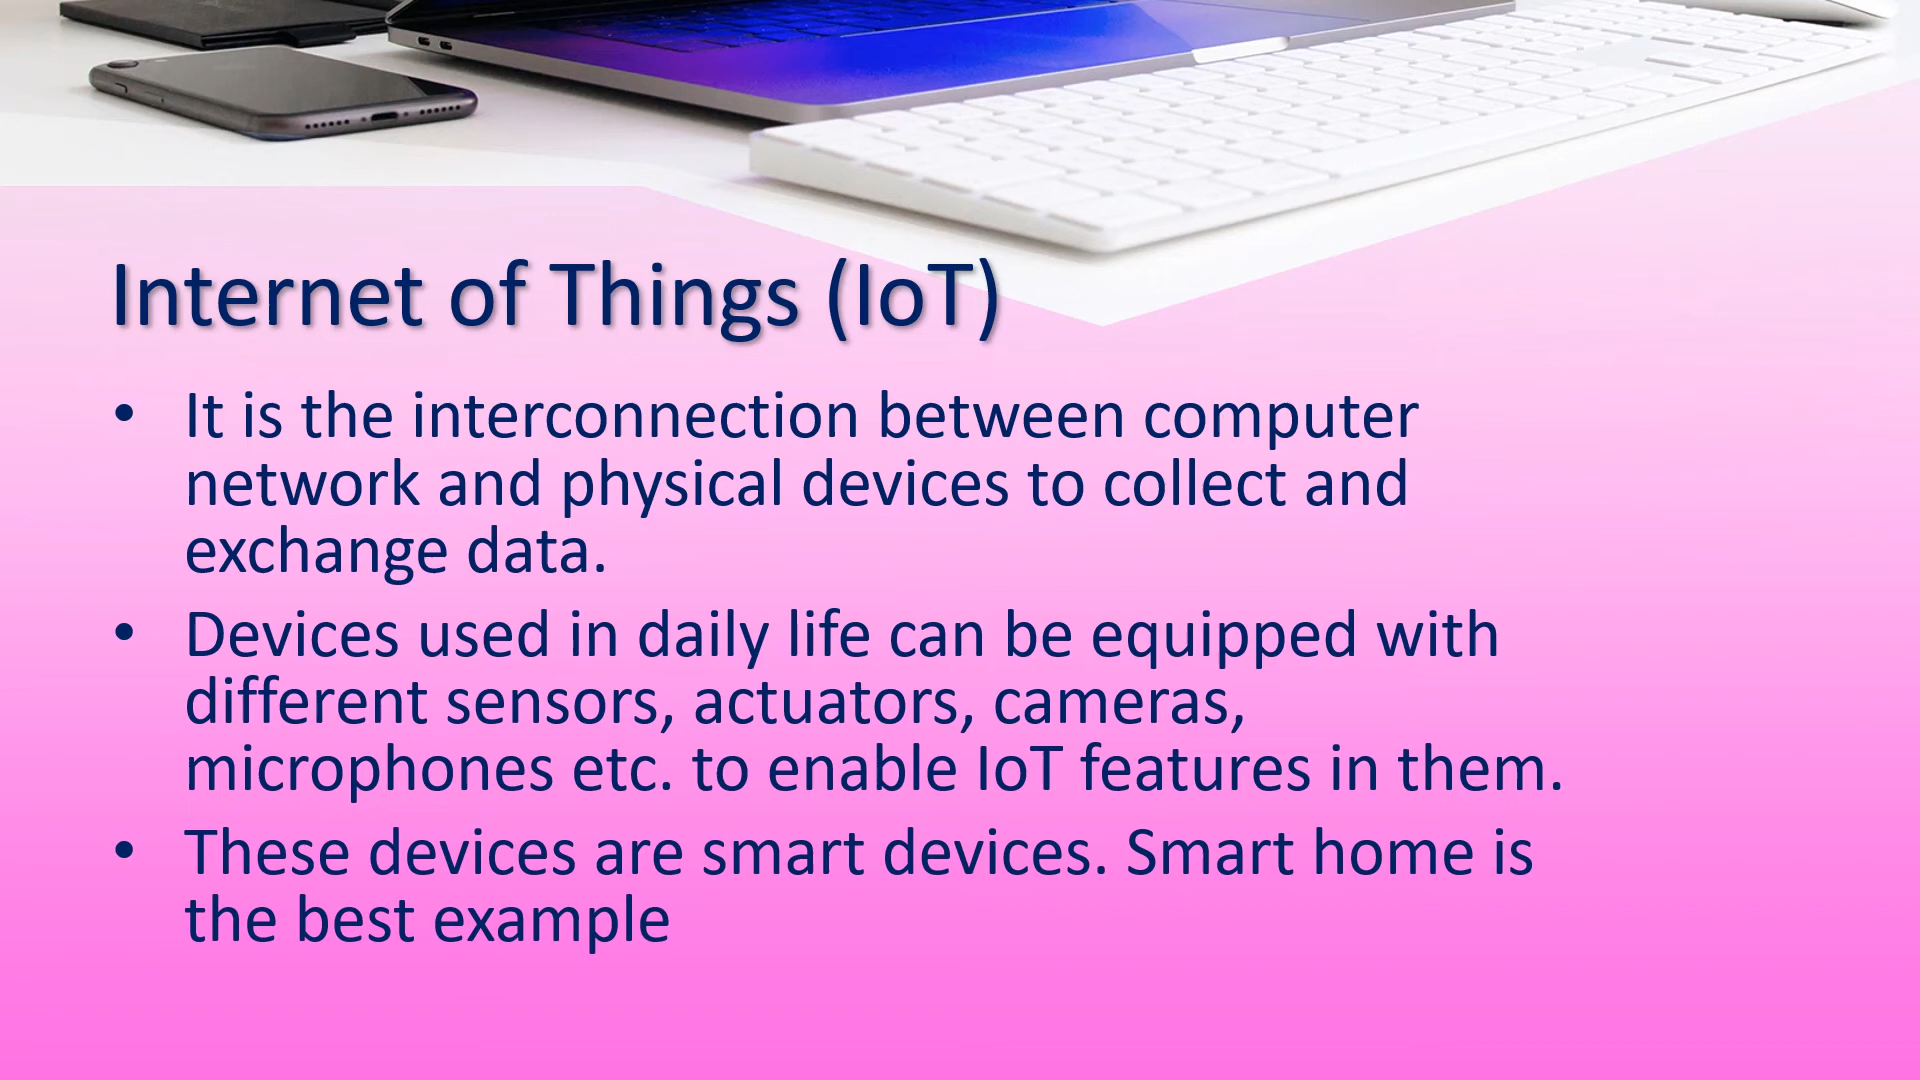 Internet of Things (IoT)
• It is the interconnection between computer
network and physical devices to collect and
exchange data.
• Devices used in daily life can be equipped with
different sensors, actuators, cameras,
microphones etc. to enable IoT features in them.
• These devices are smart devices. Smart home is
the best example